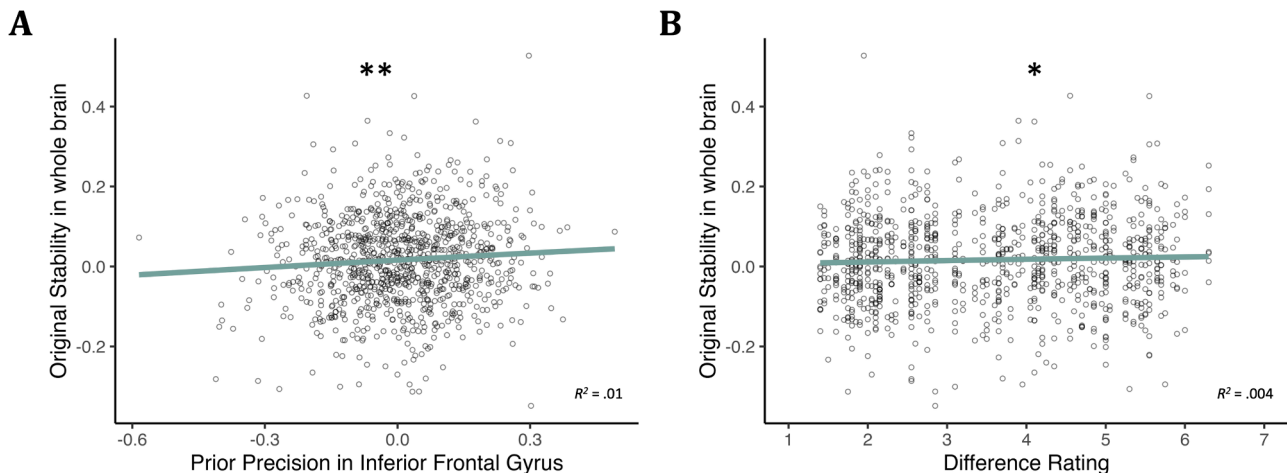 A
Original Stability in whole brain
0.4
0.2
0.0
-0.2
**
R² = .01
-0.6
-0.3
0.0
0.3
Prior Precision in Inferior Frontal Gyrus
B
Original Stability in whole brain
0.4
0.2
0.0
-0.2
*
R² = .004
1
2
3
4
5
6
7
Difference Rating